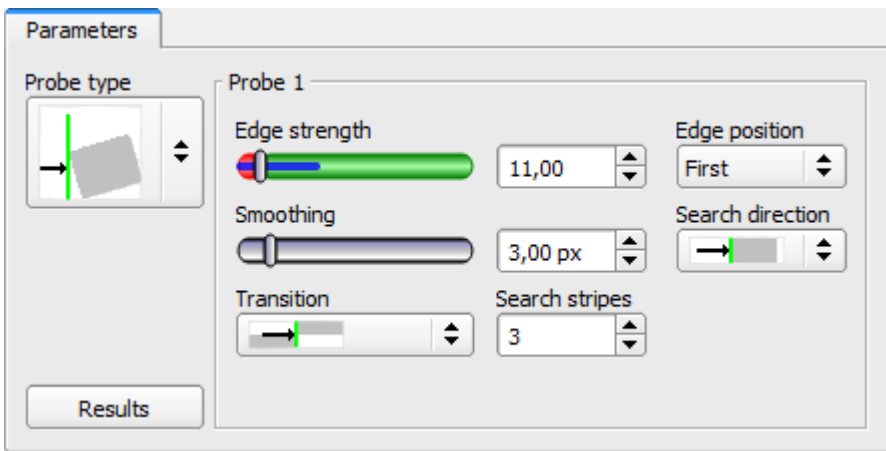 Parameters
Probe type
Probe 1
Edge strength
Edge position
11,00
First
Smoothing
Search direction
3,00 px
Transition
Search stripes
3
Results